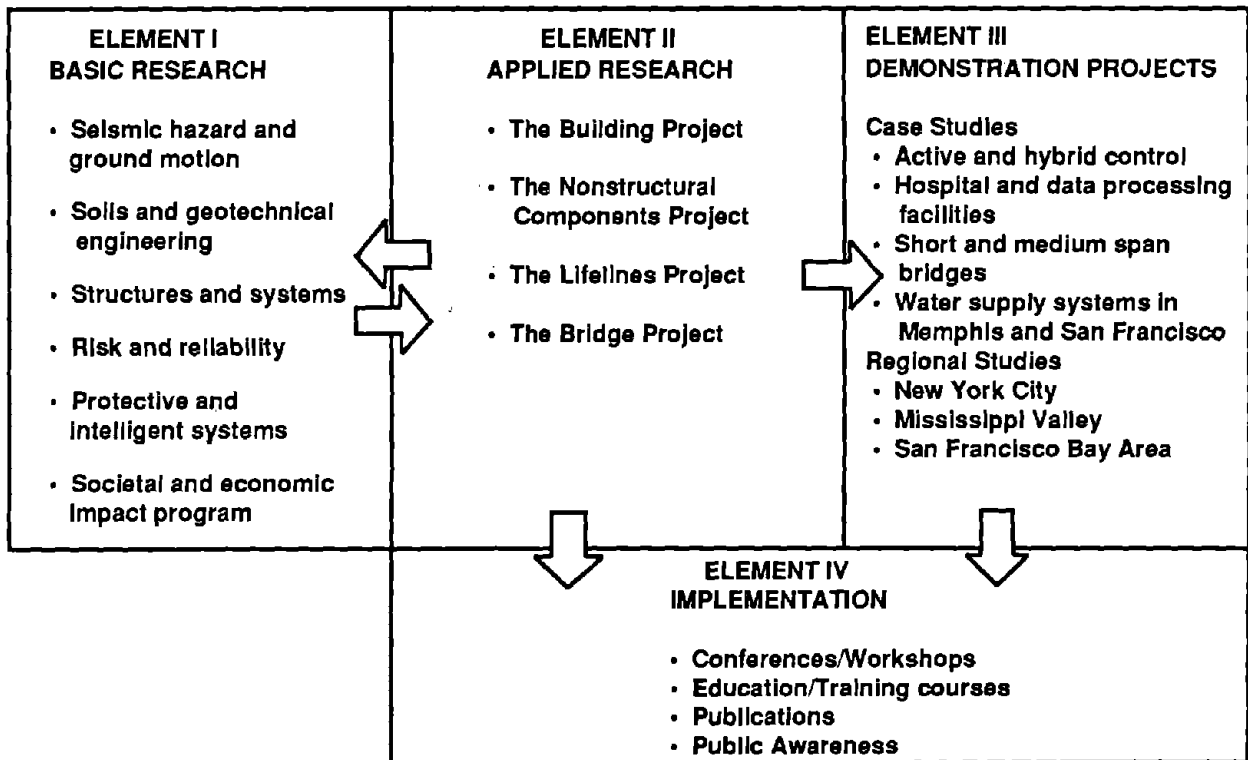 ELEMENT I
BASIC RESEARCH
• Seismic hazard and
ground motion
• Soils and geotechnical
engineering
• Structures and systems
• Risk and reliability
• Protective and
intelligent systems
• Societal and economic
impact program
ELEMENT II
APPLIED RESEARCH
• The Building Project
• The Nonstructural
Components Project
• The Lifelines Project
• The Bridge Project
ELEMENT III
DEMONSTRATION PROJECTS
Case Studies
• Active and hybrid control
• Hospital and data processing
facilities
• Short and medium span
bridges
• Water supply systems in
Memphis and San Francisco
Regional Studies
• New York City
• Mississippi Valley
• San Francisco Bay Area
ELEMENT IV
IMPLEMENTATION
• Conferences/Workshops
• Education/Training courses
• Publications
• Public Awareness